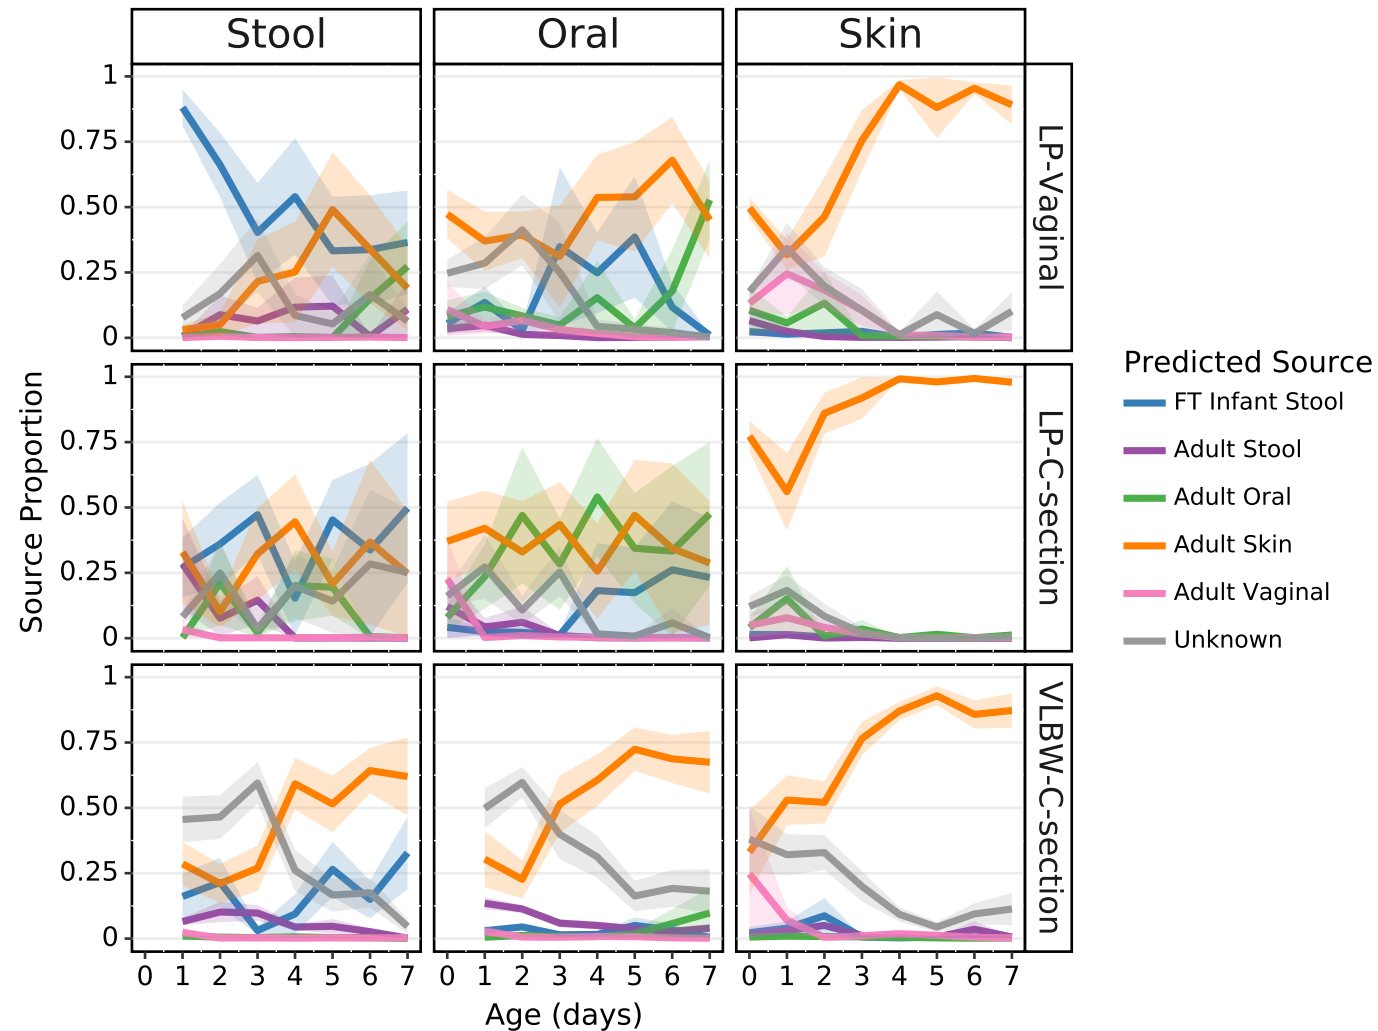 Stool Oral Skin
1
0.75
0.50
0.25
0
LP-Vaginal
1
0.75
0.50
0.25
0
LP-C-section
1
0.75
0.50
0.25
0
VLBW-C-section
0 1 2 3 4 5 6 7 0 1 2 3 4 5 6 7 0 1 2 3 4 5 6 7
Age (days)
Source Proportion
Predicted Source
FT Infant Stool
Adult Stool
Adult Oral
Adult Skin
Adult Vaginal
Unknown